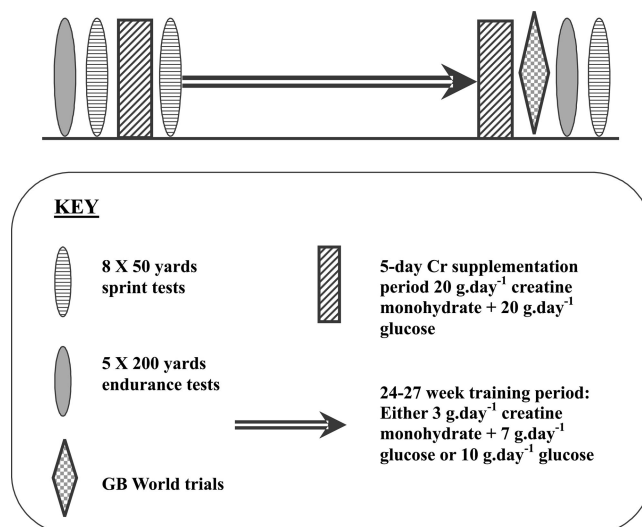 KEY
8 X 50 yards
sprint tests
5 X 200 yards
endurance tests
GB World trials
5-day Cr supplementation
period 20 g.day⁻¹ creatine
monohydrate + 20 g.day⁻¹
glucose
24-27 week training period:
Either 3 g.day⁻¹ creatine
monohydrate + 7 g.day⁻¹
glucose or 10 g.day⁻¹ glucose